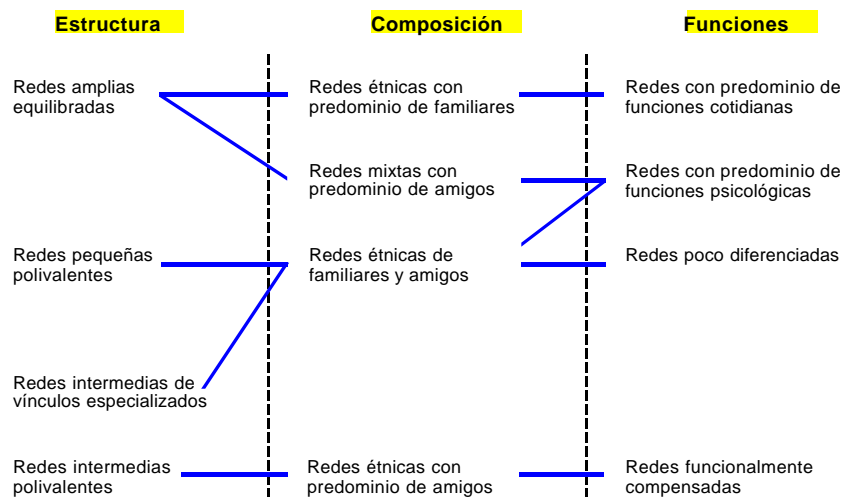 Estructura
Composición
Funciones
Redes amplias
equilibradas
Redes étnicas con
predominio de familiares
Redes con predominio de
funciones cotidianas
Redes mixtas con
predominio de amigos
Redes con predominio de
funciones psicológicas
Redes pequeñas
polivalentes
Redes étnicas de
familiares y amigos
Redes poco diferenciadas
Redes intermedias de
vínculos especializados
Redes intermedias
polivalentes
Redes étnicas con
predominio de amigos
Redes funcionalmente
compensadas